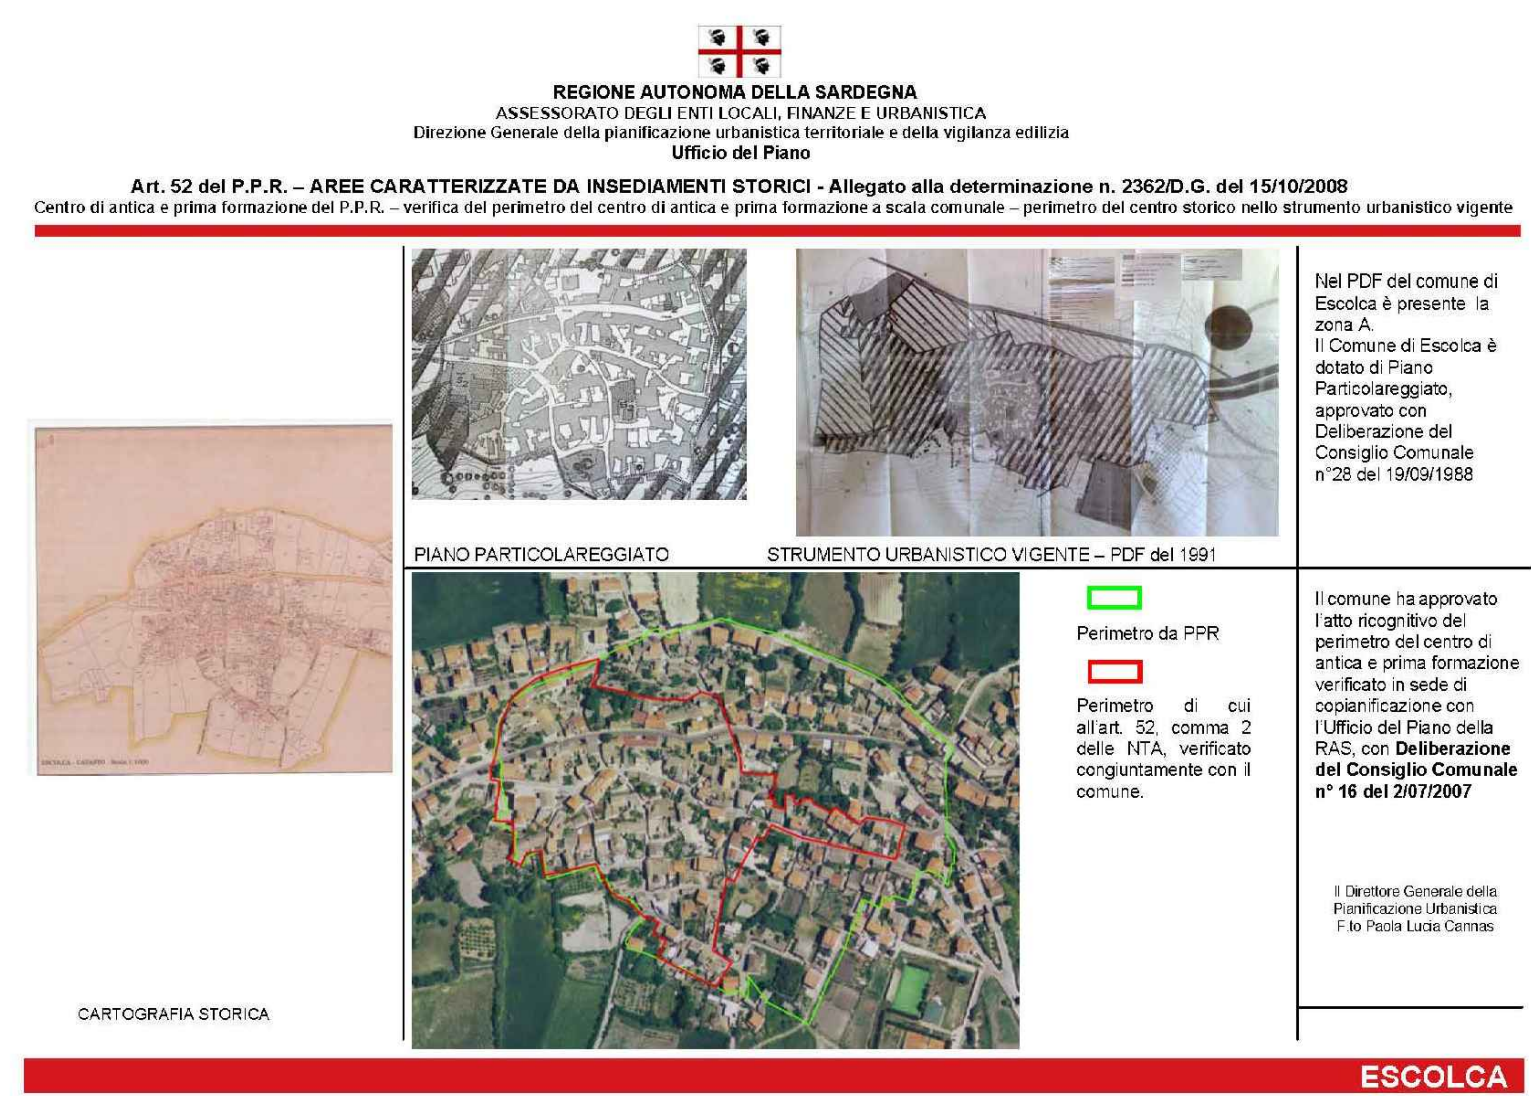 REGIONE AUTONOMA DELLA SARDEGNA
ASSESSORATO DEGLI ENTI LOCALI, FINANZE E URBANISTICA
Direzione Generale della pianificazione urbanistica territoriale e della vigilanza edilizia
Ufficio del Piano
Art. 52 del P.P.R. – AREE CARATTERIZZATE DA INSEDIAMENTI STORICI - Allegato alla determinazione n. 2362/D.G. del 15/10/2008
Centro di antica e prima formazione del P.P.R. – verifica del perimetro del centro di antica e prima formazione a scala comunale – perimetro del centro storico nello strumento urbanistico vigente
CARTOGRAFIA STORICA
PIANO PARTICOLAREGGIATO
STRUMENTO URBANISTICO VIGENTE – PDF del 1991
Nel PDF del comune di
Escolca è presente la
zona A.
Il Comune di Escolca è
dotato di Piano
Particolareggiato,
approvato con
Deliberazione del
Consiglio Comunale
n°28 del 19/09/1988
Perimetro da PPR
Perimetro di cui
all'art. 52, comma 2
delle NTA, verificato
congiuntamente con il
comune.
Il comune ha approvato
l'atto ricognitivo del
perimetro del centro di
antica e prima formazione
verificato in sede di
copianificazione con
l'Ufficio del Piano della
RAS, con Deliberazione
del Consiglio Comunale
n° 16 del 2/07/2007
Il Direttore Generale della
Pianificazione Urbanistica
F.to Paola Lucia Cannas
ESCOLCA